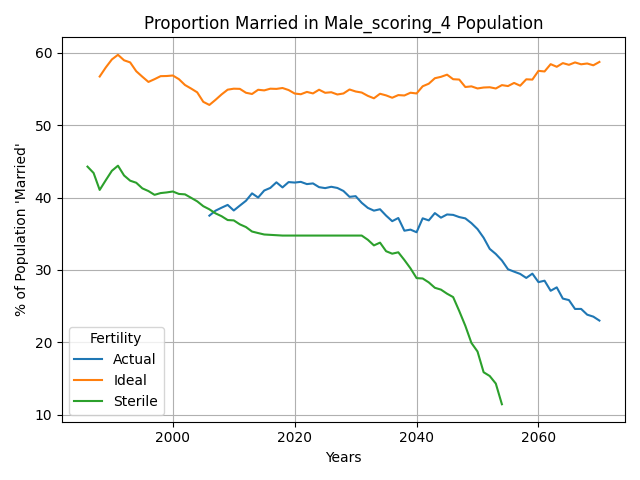 Proportion Married in Male_scoring_4 Population
% of Population 'Married'
60
50
40
30
20
10
Fertility
Actual
Ideal
Sterile
2000
2020
2040
2060
Years